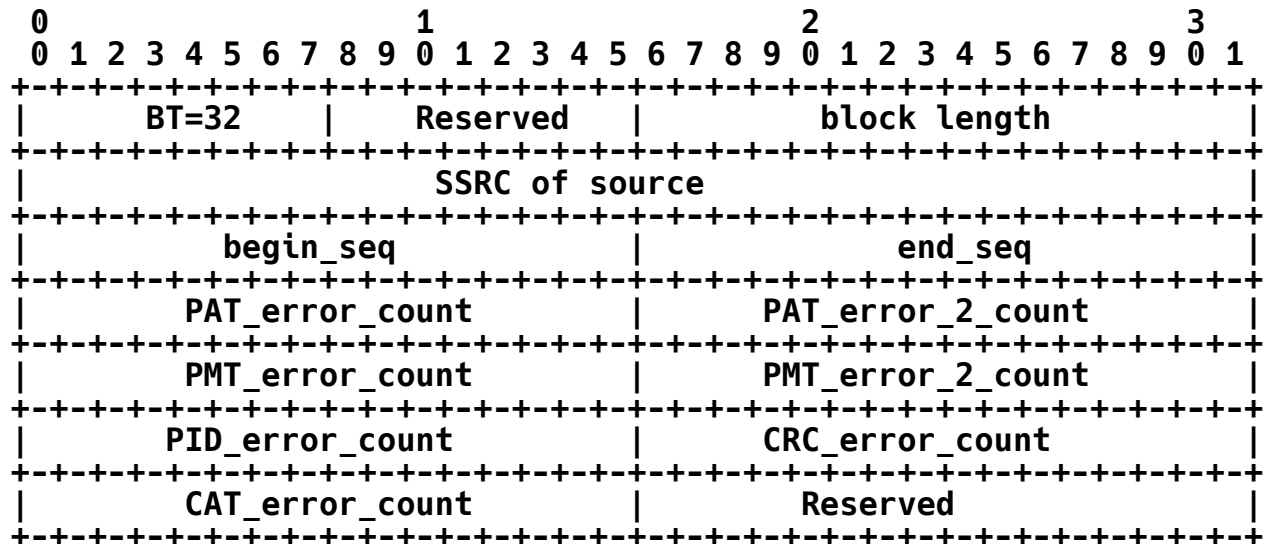 0                   1                   2                   3
 0 1 2 3 4 5 6 7 8 9 0 1 2 3 4 5 6 7 8 9 0 1 2 3 4 5 6 7 8 9 0 1
+-+-+-+-+-+-+-+-+-+-+-+-+-+-+-+-+-+-+-+-+-+-+-+-+-+-+-+-+-+-+-+-+
|      BT=32    |    Reserved   |         block length          |
+-+-+-+-+-+-+-+-+-+-+-+-+-+-+-+-+-+-+-+-+-+-+-+-+-+-+-+-+-+-+-+-+
|                     SSRC of source                            |
+-+-+-+-+-+-+-+-+-+-+-+-+-+-+-+-+-+-+-+-+-+-+-+-+-+-+-+-+-+-+-+-+
|          begin_seq            |             end_seq           |
+-+-+-+-+-+-+-+-+-+-+-+-+-+-+-+-+-+-+-+-+-+-+-+-+-+-+-+-+-+-+-+-+
|        PAT_error_count        |      PAT_error_2_count        |
+-+-+-+-+-+-+-+-+-+-+-+-+-+-+-+-+-+-+-+-+-+-+-+-+-+-+-+-+-+-+-+-+
|        PMT_error_count        |      PMT_error_2_count        |
+-+-+-+-+-+-+-+-+-+-+-+-+-+-+-+-+-+-+-+-+-+-+-+-+-+-+-+-+-+-+-+-+
|       PID_error_count         |      CRC_error_count          |
+-+-+-+-+-+-+-+-+-+-+-+-+-+-+-+-+-+-+-+-+-+-+-+-+-+-+-+-+-+-+-+-+
|        CAT_error_count        |        Reserved               |
+-+-+-+-+-+-+-+-+-+-+-+-+-+-+-+-+-+-+-+-+-+-+-+-+-+-+-+-+-+-+-+-+